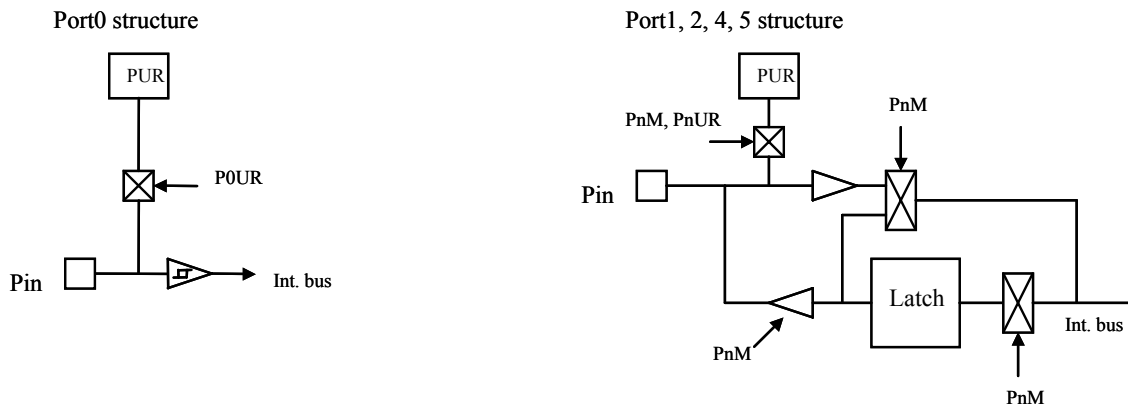 Port0 structure
PUR
P0UR
Pin
Int. bus
Port1, 2, 4, 5 structure
PUR
PnM
PnM, PnUR
Pin
Latch
Int. bus
PnM
PnM